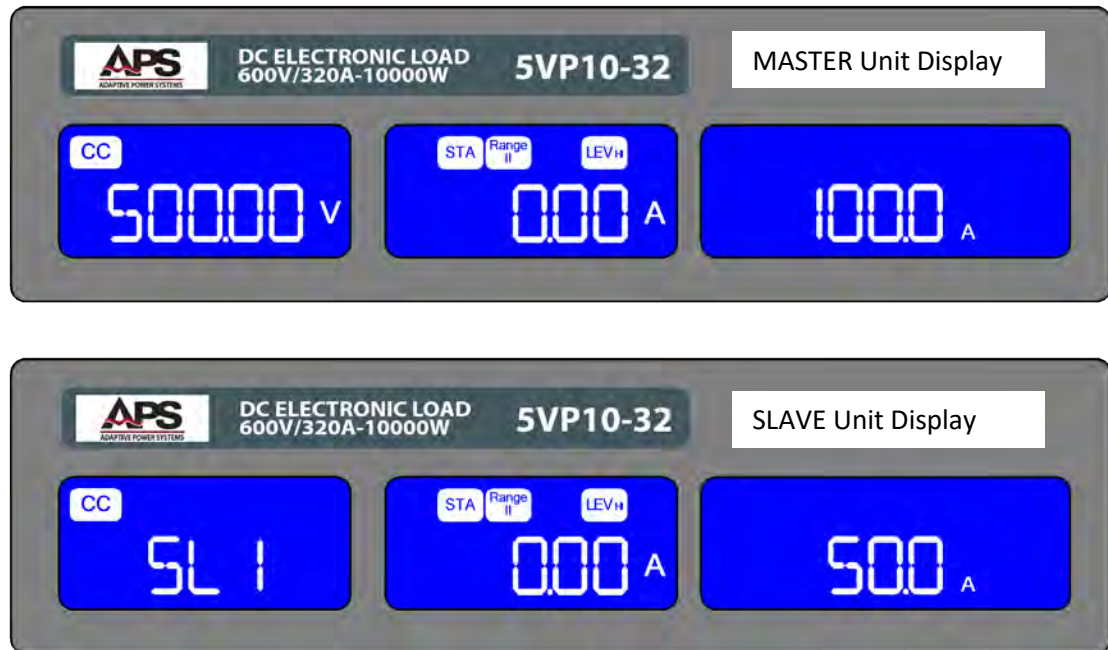 APS
ADAPTIVE POWER SYSTEMS
DC ELECTRONIC LOAD
600V/320A-10000W
5VP10-32
MASTER Unit Display
CC
500.00 V
STA Range II LEVH
0.00 A
100.0 A
APS
ADAPTIVE POWER SYSTEMS
DC ELECTRONIC LOAD
600V/320A-10000W
5VP10-32
SLAVE Unit Display
CC
SL 1
STA Range II LEVH
0.00 A
50.0 A